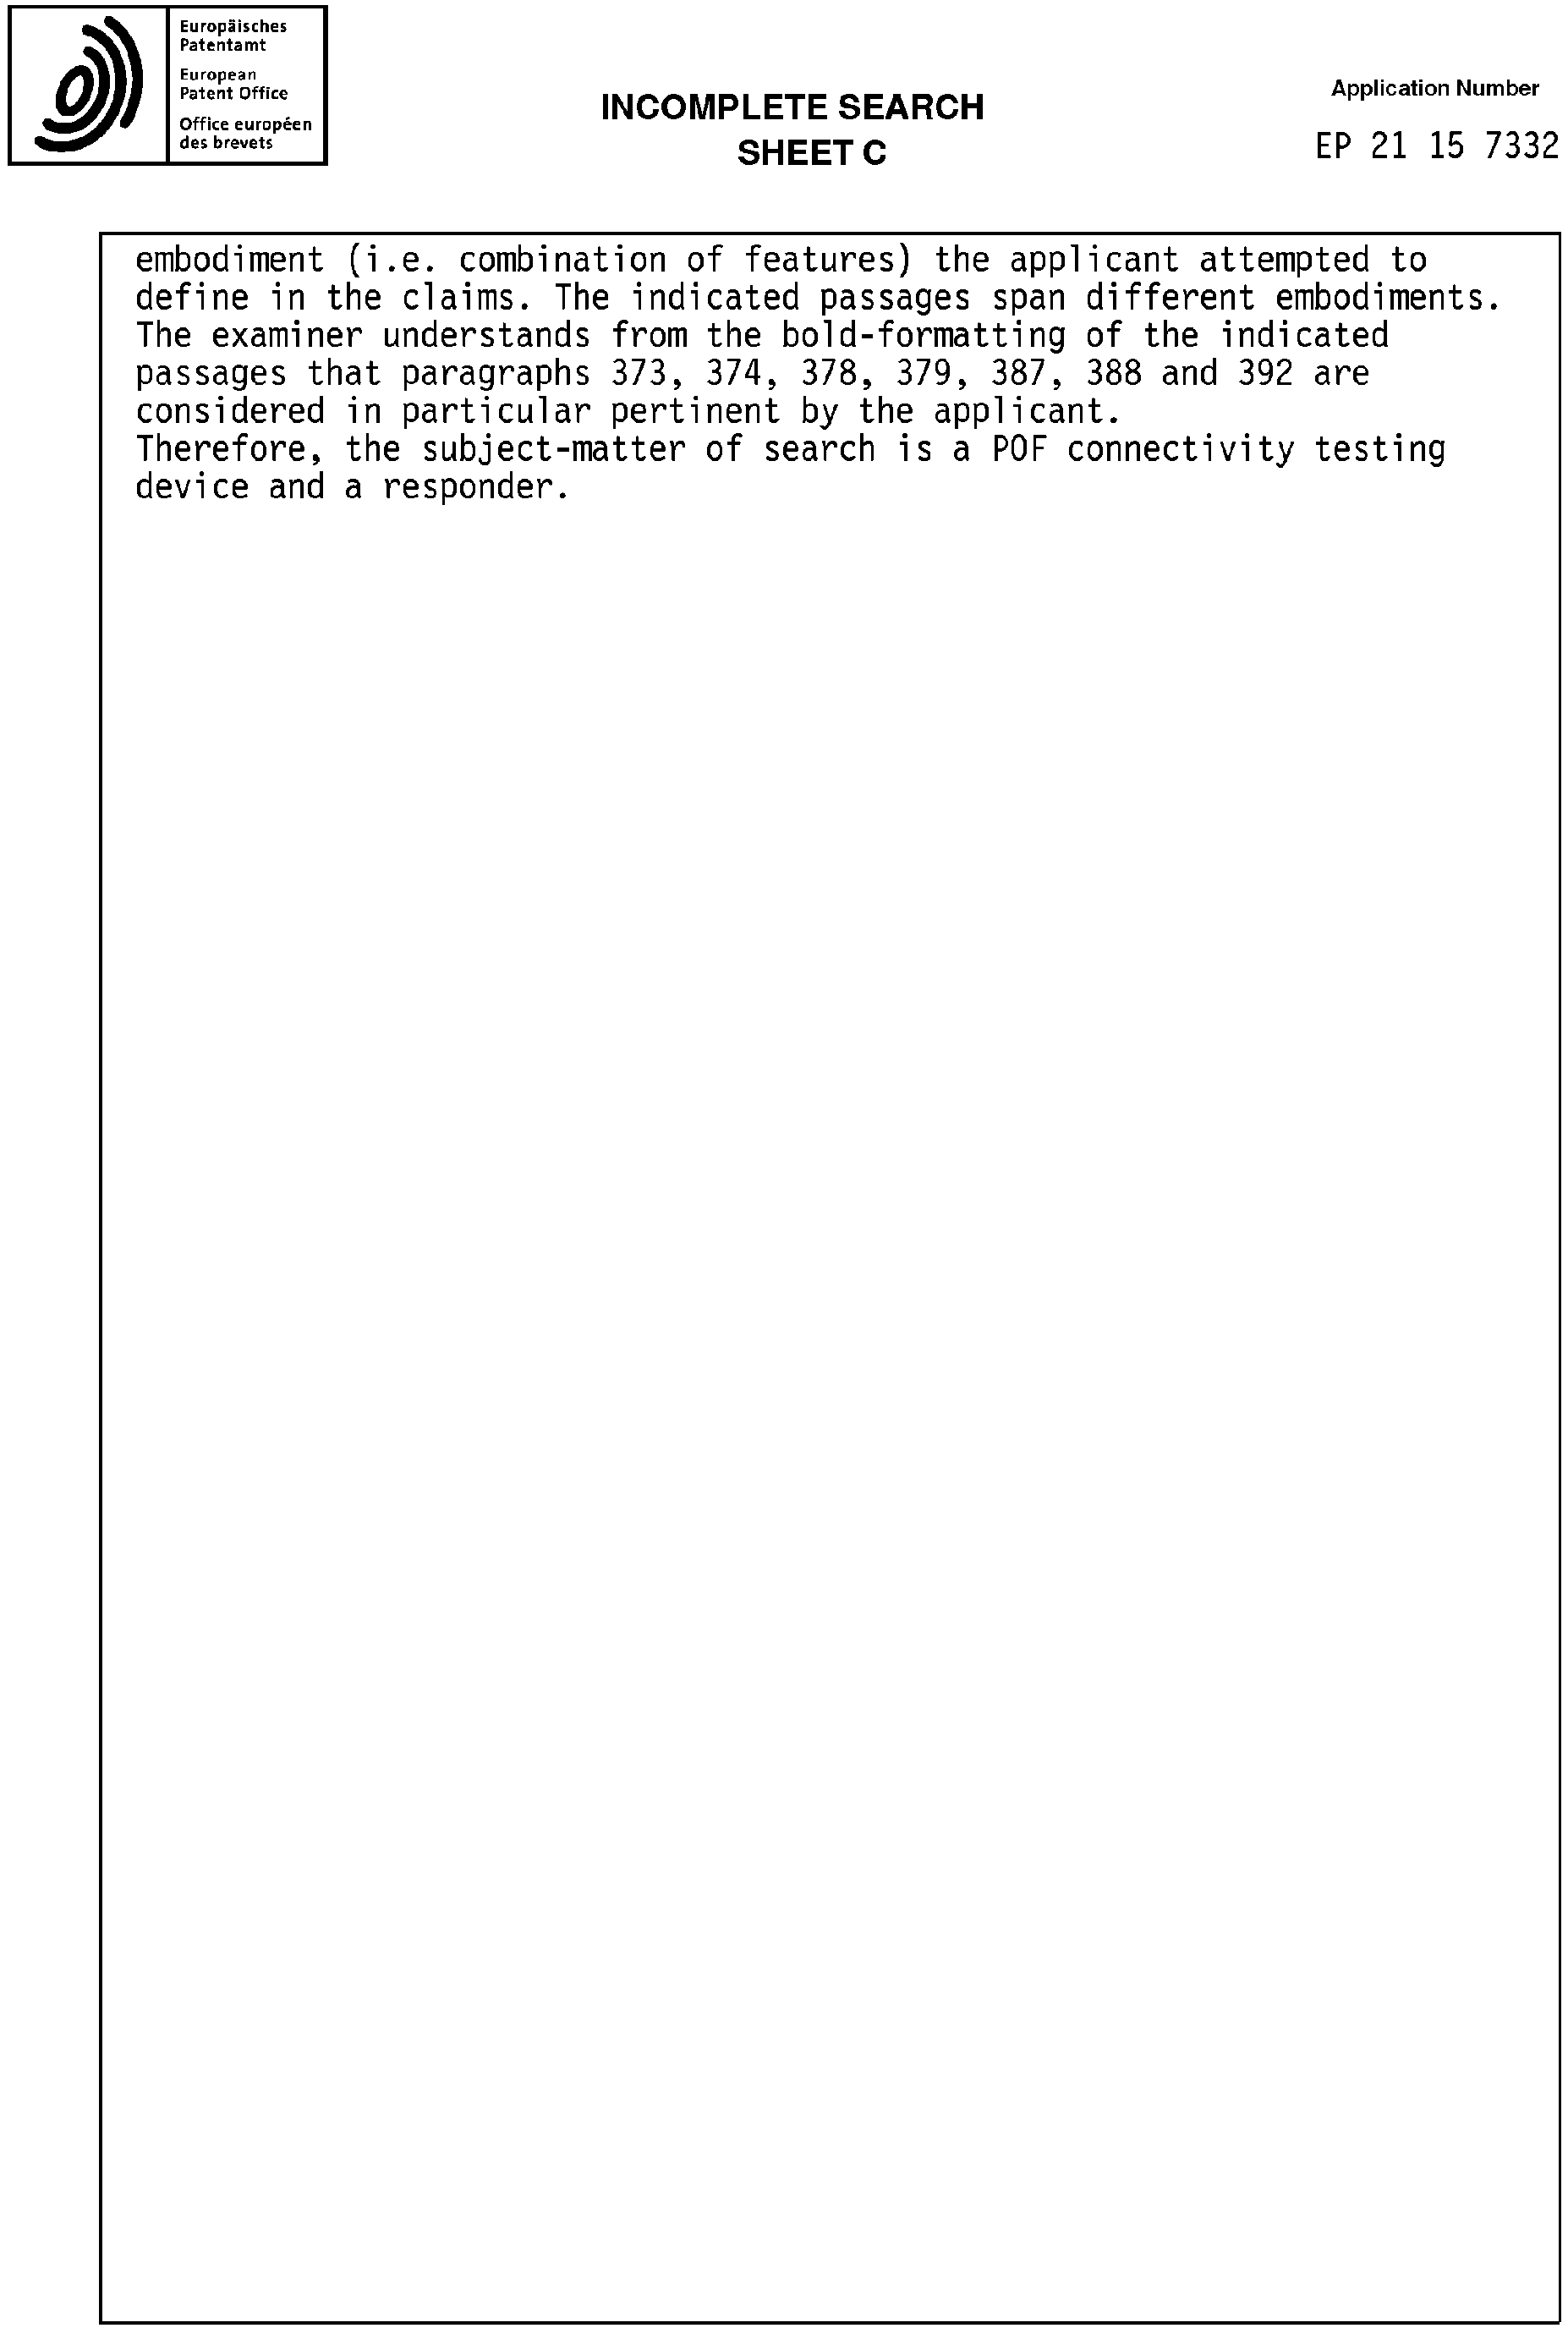 Europäisches
Patentamt
European
Patent Office
Office européen
des brevets
INCOMPLETE SEARCH
SHEET C
Application Number
EP 21 15 7332
embodiment (i.e. combination of features) the applicant attempted to
define in the claims. The indicated passages span different embodiments.
The examiner understands from the bold-formatting of the indicated
passages that paragraphs 373, 374, 378, 379, 387, 388 and 392 are
considered in particular pertinent by the applicant.
Therefore, the subject-matter of search is a POF connectivity testing
device and a responder.